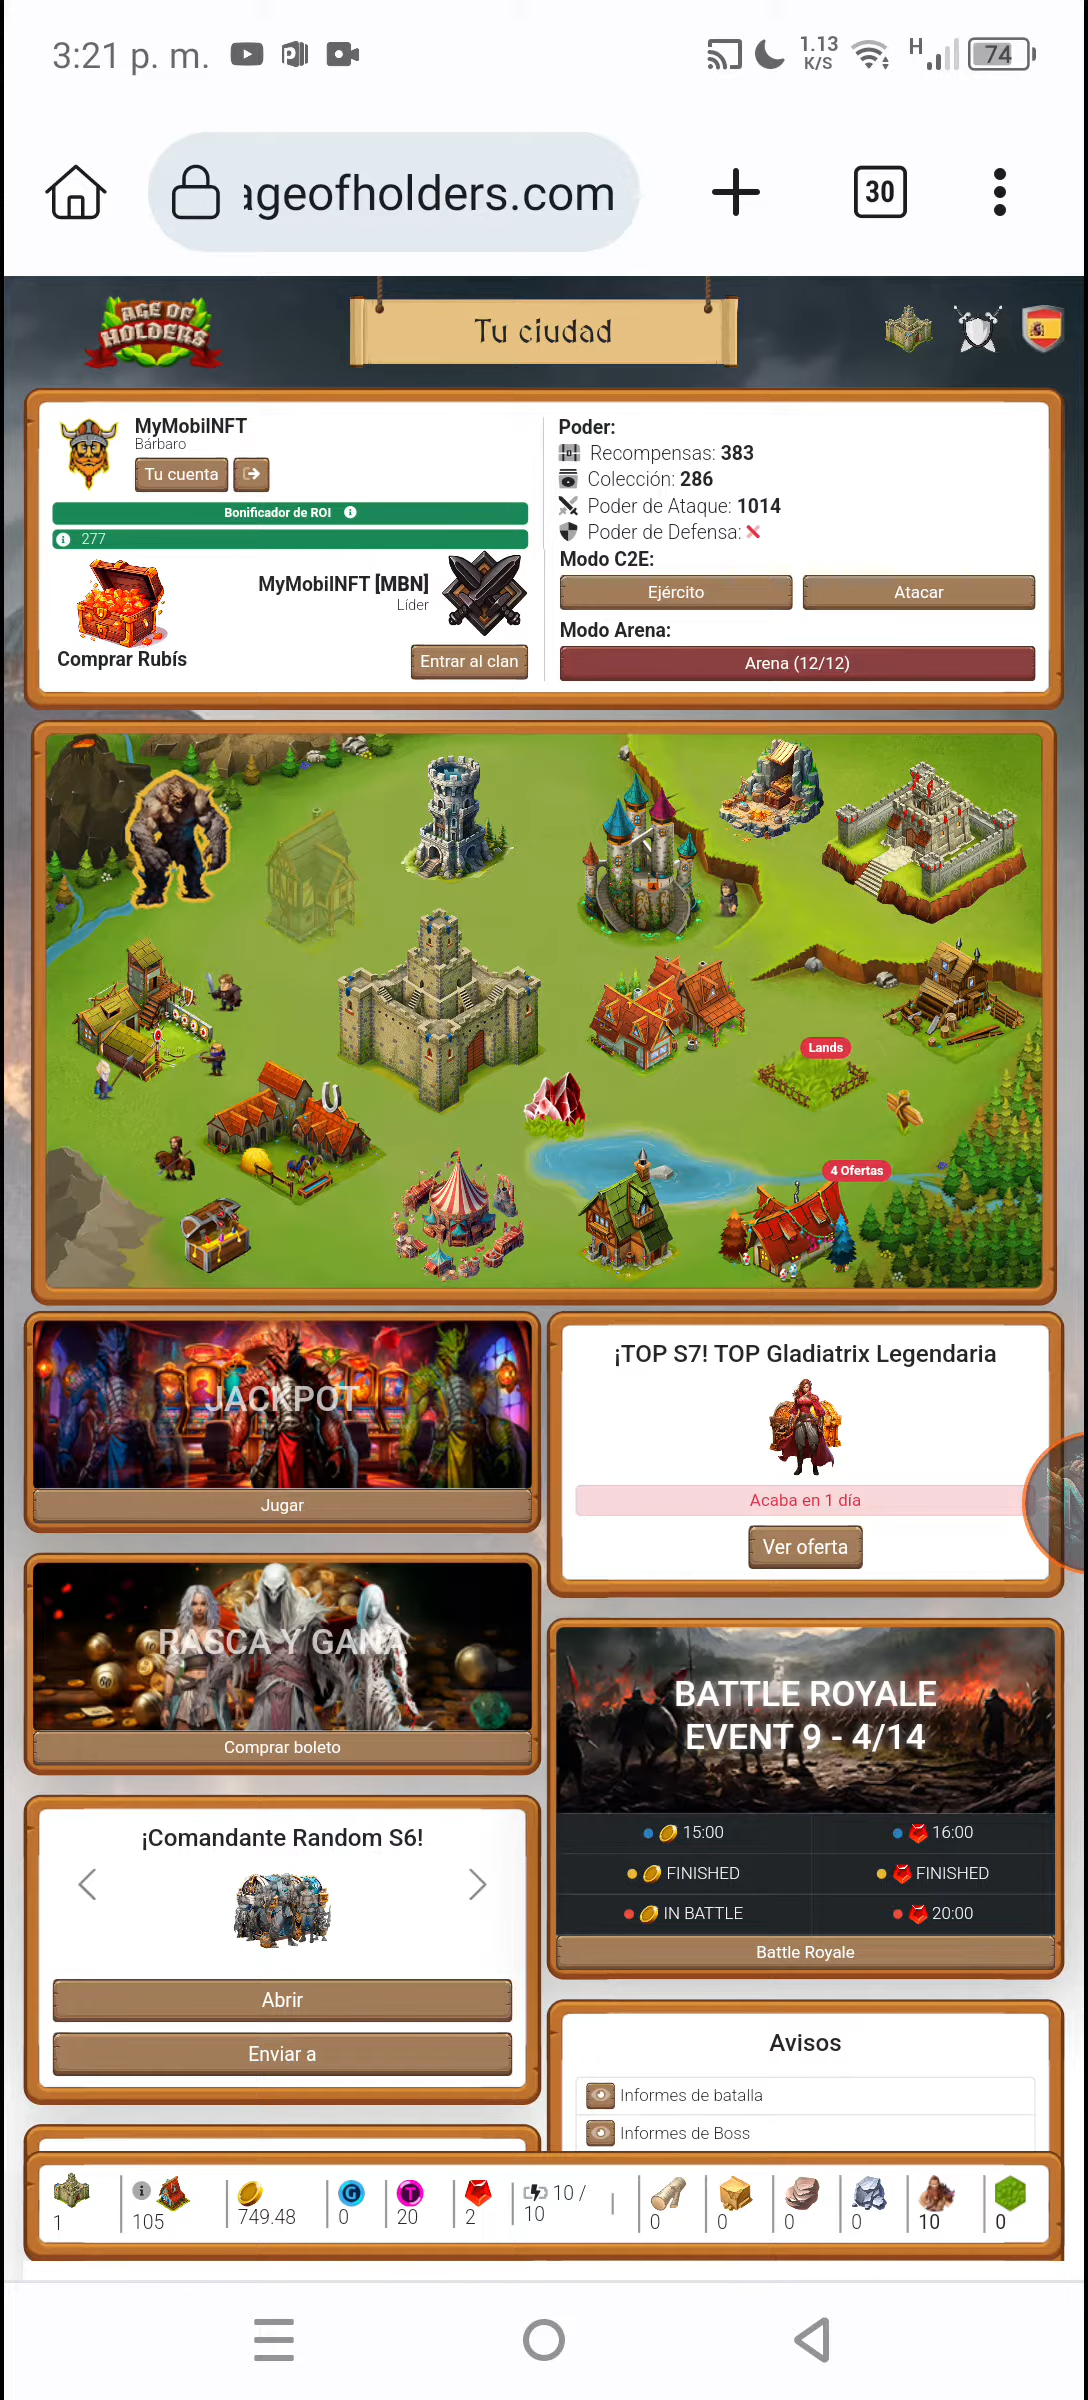 3:21 p. m.
1.13
K/S
H
74
ageofholders.com
30
AGE OF
HOLDERS
Tu ciudad
MyMobilNFT
Bárbaro
Tu cuenta
Bonificador de ROI
277
MyMobilNFT [MBN]
Líder
Comprar Rubís
Entrar al clan
Poder:
Recompensas: 383
Colección: 286
Poder de Ataque: 1014
Poder de Defensa:
Modo C2E:
Ejército
Atacar
Modo Arena:
Arena (12/12)
Lands
4 Ofertas
JACKPOT
Jugar
¡TOP S7! TOP Gladiatrix Legendaria
Acaba en 1 día
Ver oferta
RASCA Y GANA
Comprar boleto
BATTLE ROYALE
EVENT 9 - 4/14
15:00
16:00
FINISHED
FINISHED
IN BATTLE
20:00
Battle Royale
¡Comandante Random S6!
Abrir
Enviar a
Avisos
Informes de batalla
Informes de Boss
1
105
749.48
G
0
T
20
2
10 /
10
0
0
0
0
10
0